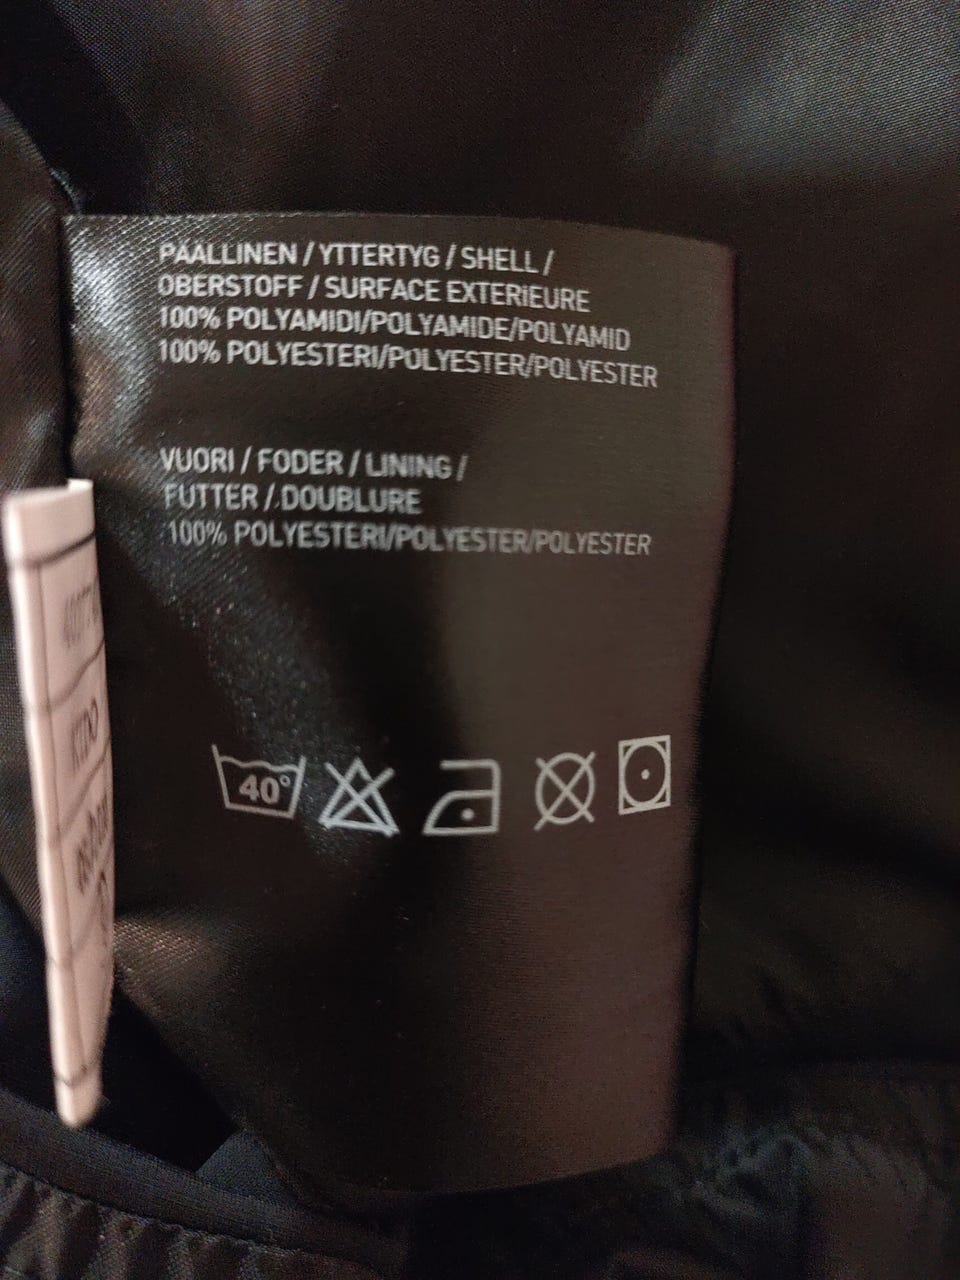 PÄÄLLINEN / YTTERTYG / SHELL /
OBERSTOFF / SURFACE EXTERIEURE
100% POLYAMIDI/POLYAMIDE/POLYAMID
100% POLYESTERI/POLYESTER/POLYESTER
VUORI / FODER / LINING /
FUTTER / DOUBLURE
100% POLYESTERI/POLYESTER/POLYESTER
40°